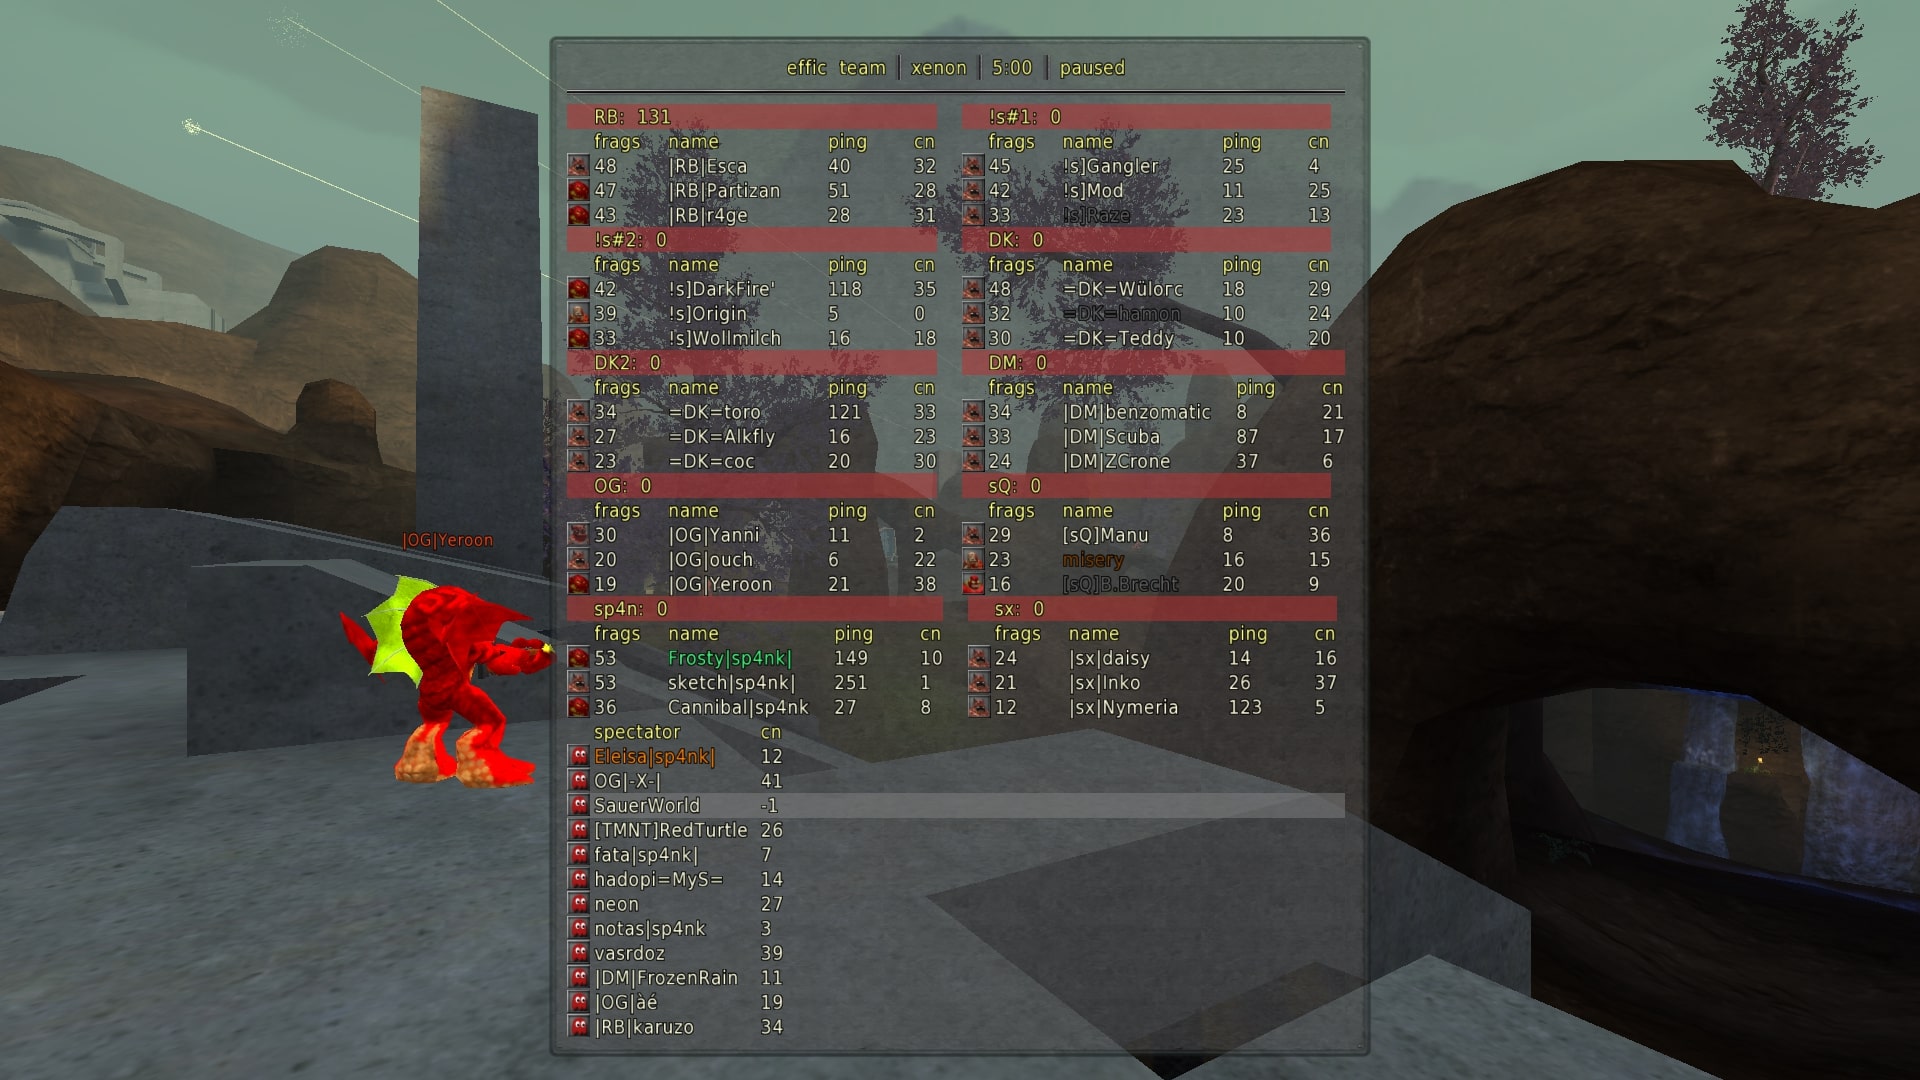 effic team | xenon | 5:00 | paused
RB: 131
frags name ping cn
48 |RB|Esca 40 32
47 |RB|Partizan 51 28
43 |RB|r4ge 28 31
!s#1: 0
frags name ping cn
45 !s]Gangler 25 4
42 !s]Mod 11 25
33 !s]Raze 23 13
!s#2: 0
frags name ping cn
42 !s]DarkFire' 118 35
39 !s]Origin 5 0
33 !s]Wollmilch 16 18
DK: 0
frags name ping cn
48 =DK=Wülorc 18 29
32 =DK=hamon 10 24
30 =DK=Teddy 10 20
DK2: 0
frags name ping cn
34 =DK=toro 121 33
27 =DK=Alkfly 16 23
23 =DK=coc 20 30
DM: 0
frags name ping cn
34 |DM|benzomatic 8 21
33 |DM|Scuba 87 17
24 |DM|ZCrone 37 6
OG: 0
frags name ping cn
30 |OG|Yanni 11 2
20 |OG|ouch 6 22
19 |OG|Yeroon 21 38
sQ: 0
frags name ping cn
29 [sQ]Manu 8 36
23 misery 16 15
16 [sQ]B.Brecht 20 9
sp4n: 0
frags name ping cn
53 Frosty|sp4nk| 149 10
53 sketch|sp4nk| 251 1
36 Cannibal|sp4nk 27 8
sx: 0
frags name ping cn
24 |sx|daisy 14 16
21 |sx|Inko 26 37
12 |sx|Nymeria 123 5
spectator cn
Eleisa|sp4nk| 12
OG|-X-| 41
SauerWorld -1
[TMNT]RedTurtle 26
fata|sp4nk| 7
hadopi=MyS= 14
neon 27
notas|sp4nk 3
vasrdoz 39
|DM|FrozenRain 11
|OG|àé 19
|RB|karuzo 34
|OG|Yeroon